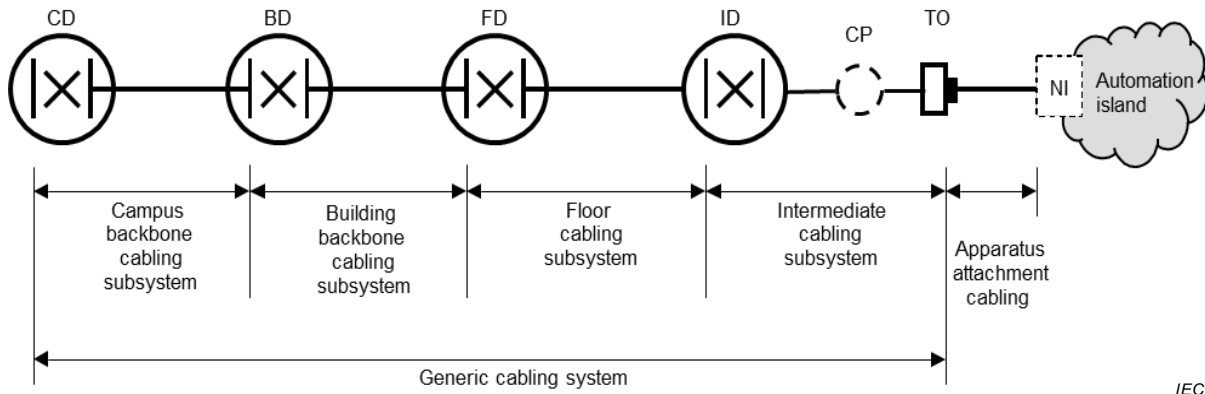 CD
BD
FD
ID
CP
TO
NI
Automation
island
Campus
backbone
cabling
subsystem
Building
backbone
cabling
subsystem
Floor
cabling
subsystem
Intermediate
cabling
subsystem
Apparatus
attachment
cabling
Generic cabling system
IEC